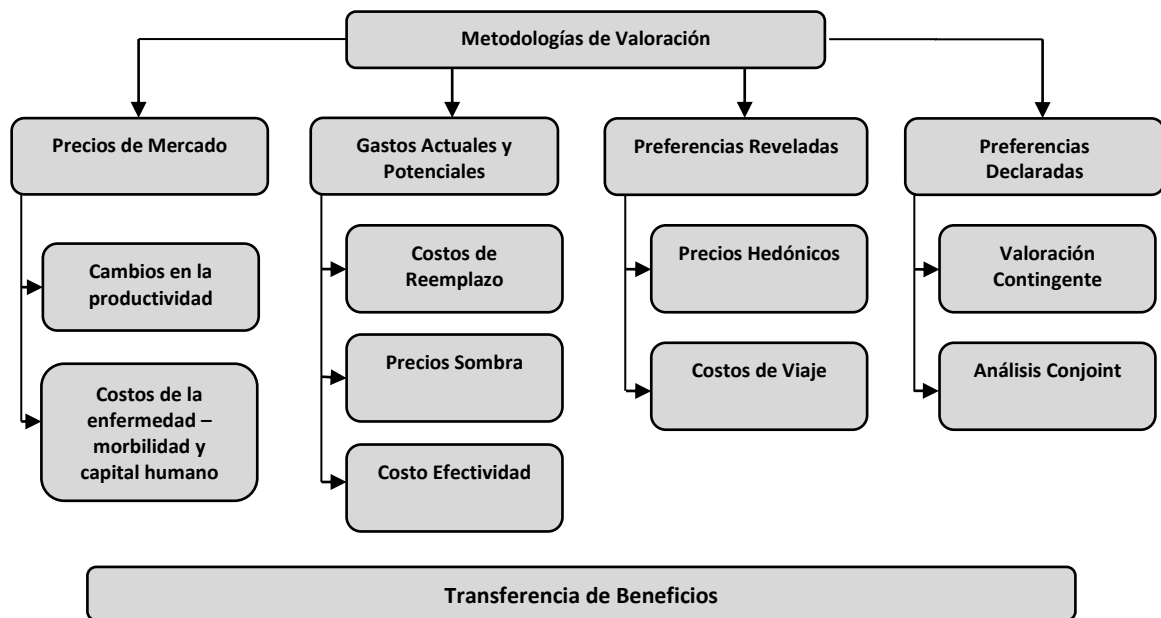 Metodologías de Valoración
Precios de Mercado
Gastos Actuales y
Potenciales
Preferencias Reveladas
Preferencias
Declaradas
Cambios en la
productividad
Costos de
Reemplazo
Precios Hedónicos
Valoración
Contingente
Costos de la
enfermedad –
morbilidad y
capital humano
Precios Sombra
Costos de Viaje
Análisis Conjoint
Costo Efectividad
Transferencia de Beneficios